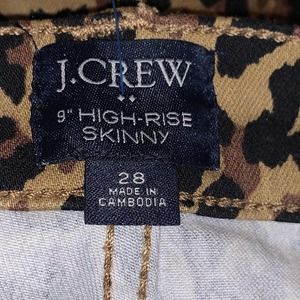 J.CREW
9" HIGH-RISE
SKINNY
28
MADE IN
CAMBODIA